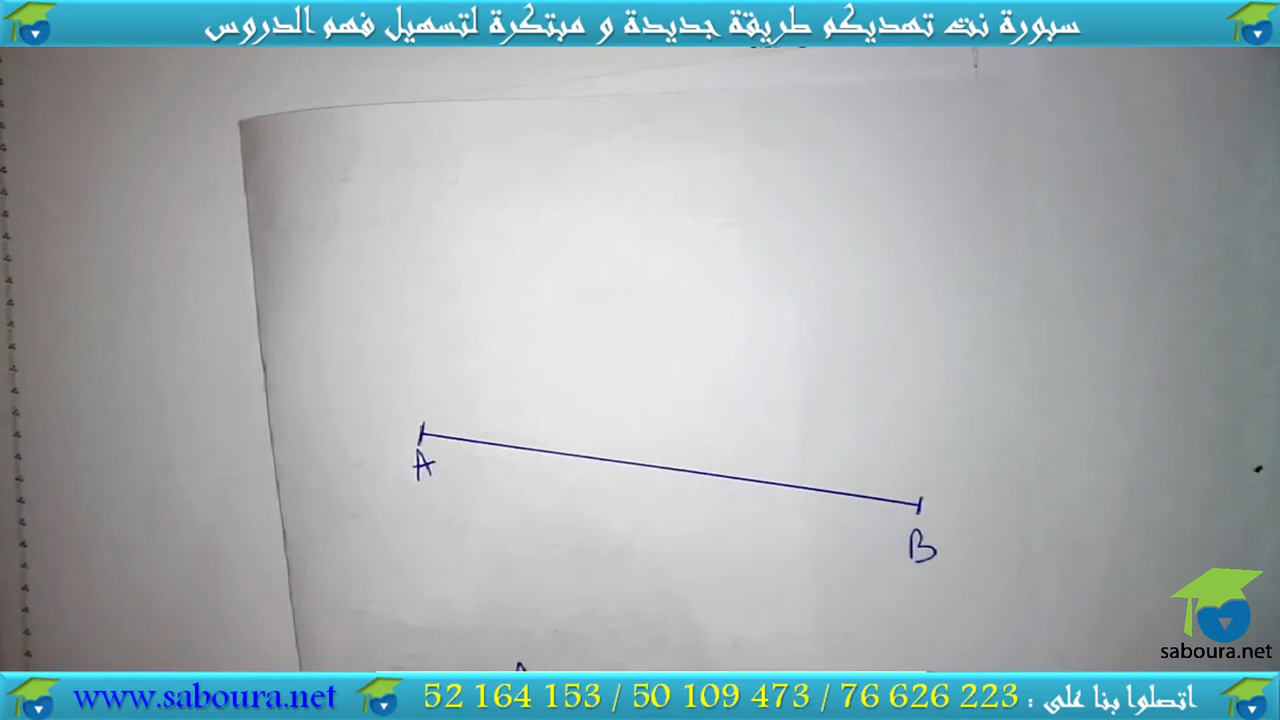 سبورة نت تهديكم طريقة جديدة و مبتكرة لتسهيل فهم الدروس
A
B
saboura.net
www.saboura.net
52 164 153 / 50 109 473 / 76 626 223 : اتصلوا بنا على